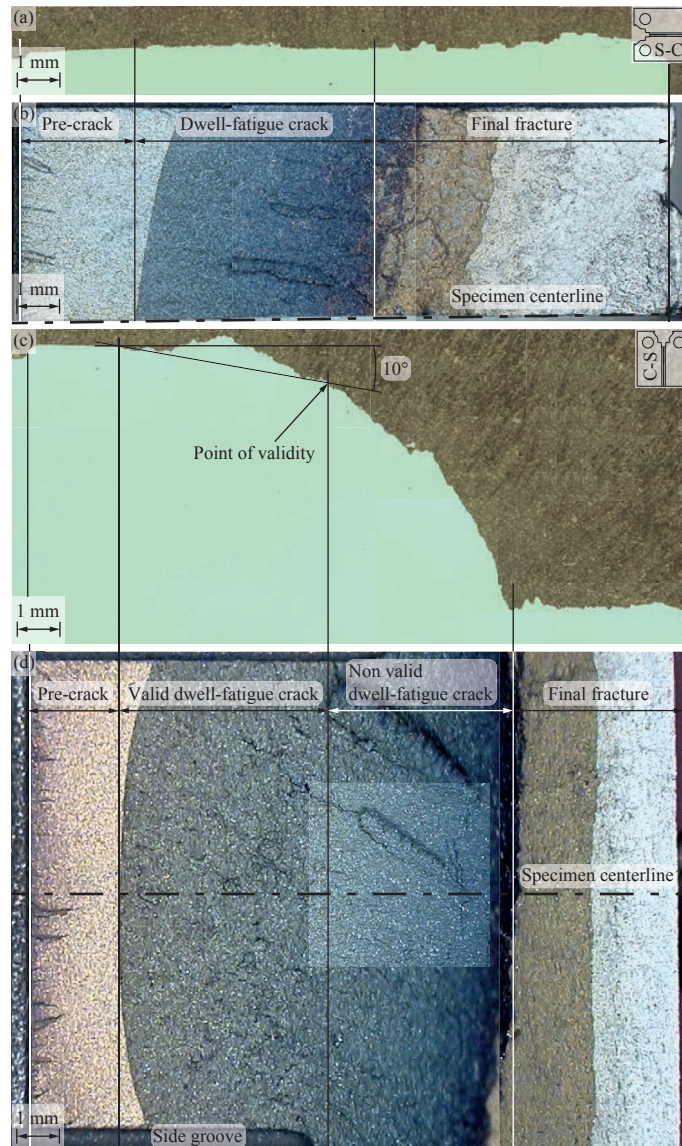 (a)
S-C
1 mm
(b)
Pre-crack
Dwell-fatigue crack
Final fracture
1 mm
Specimen centerline
(c)
C-S
10°
Point of validity
1 mm
(d)
Non valid
Pre-crack
Valid dwell-fatigue crack
dwell-fatigue crack
Final fracture
Specimen centerline
1 mm
Side groove